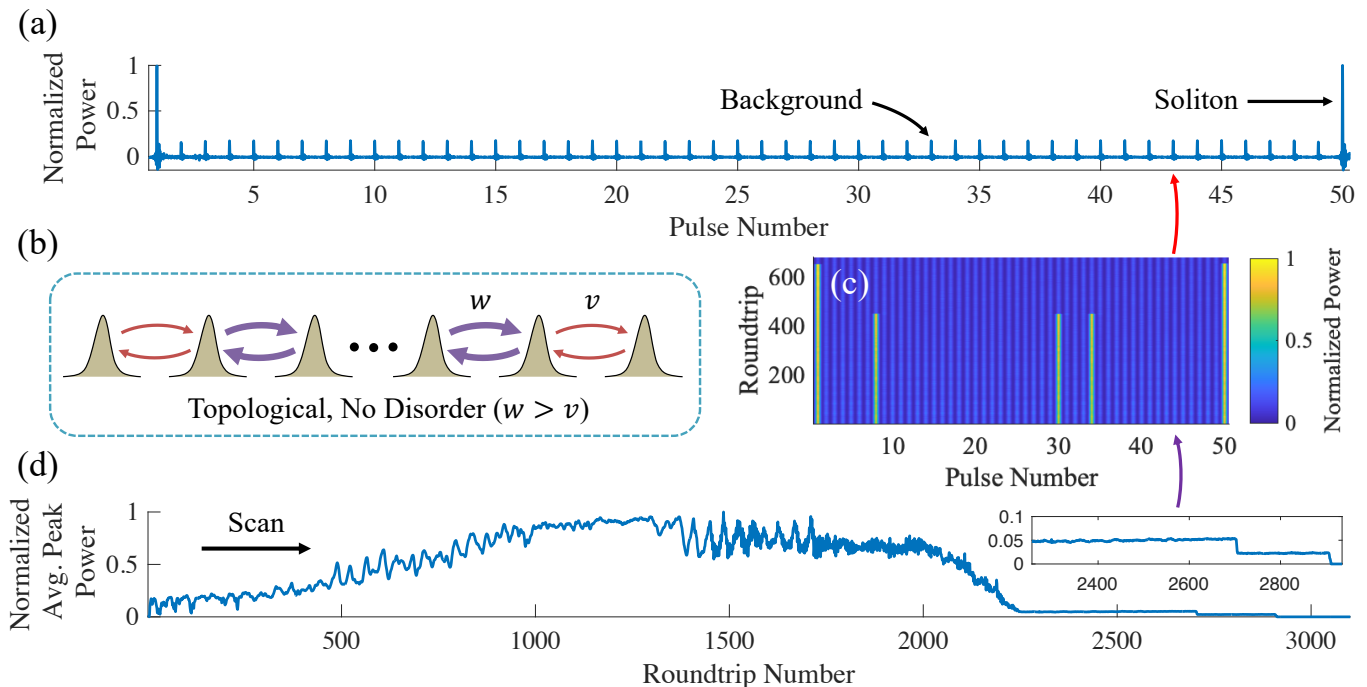 (a)
Normalized
Power
1
0.5
0
Background
Soliton
5 10 15 20 25 30 35 40 45 50
Pulse Number
(b)
w v
Topological, No Disorder (w > v)
(c)
Roundtrip
600
400
200
10 20 30 40 50
Pulse Number
1
0.5
0
Normalized Power
(d)
Normalized
Avg. Peak
Power
1
0.5
0
Scan
0.1
0.05
0
2400 2600 2800
500 1000 1500 2000 2500 3000
Roundtrip Number